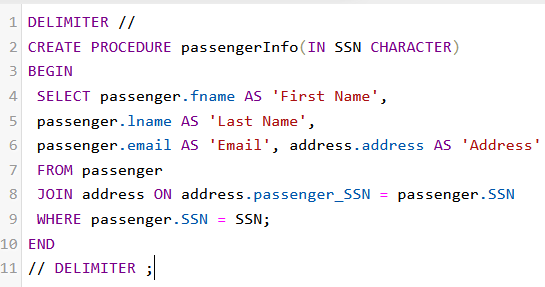 1 DELIMITER //
2 CREATE PROCEDURE passengerInfo(IN SSN CHARACTER)
3 BEGIN
4 SELECT passenger.fname AS 'First Name',
5 passenger.lname AS 'Last Name',
6 passenger.email AS 'Email', address.address AS 'Address'
7 FROM passenger
8 JOIN address ON address.passenger_SSN = passenger.SSN
9 WHERE passenger.SSN = SSN;
10 END
11 // DELIMITER ;